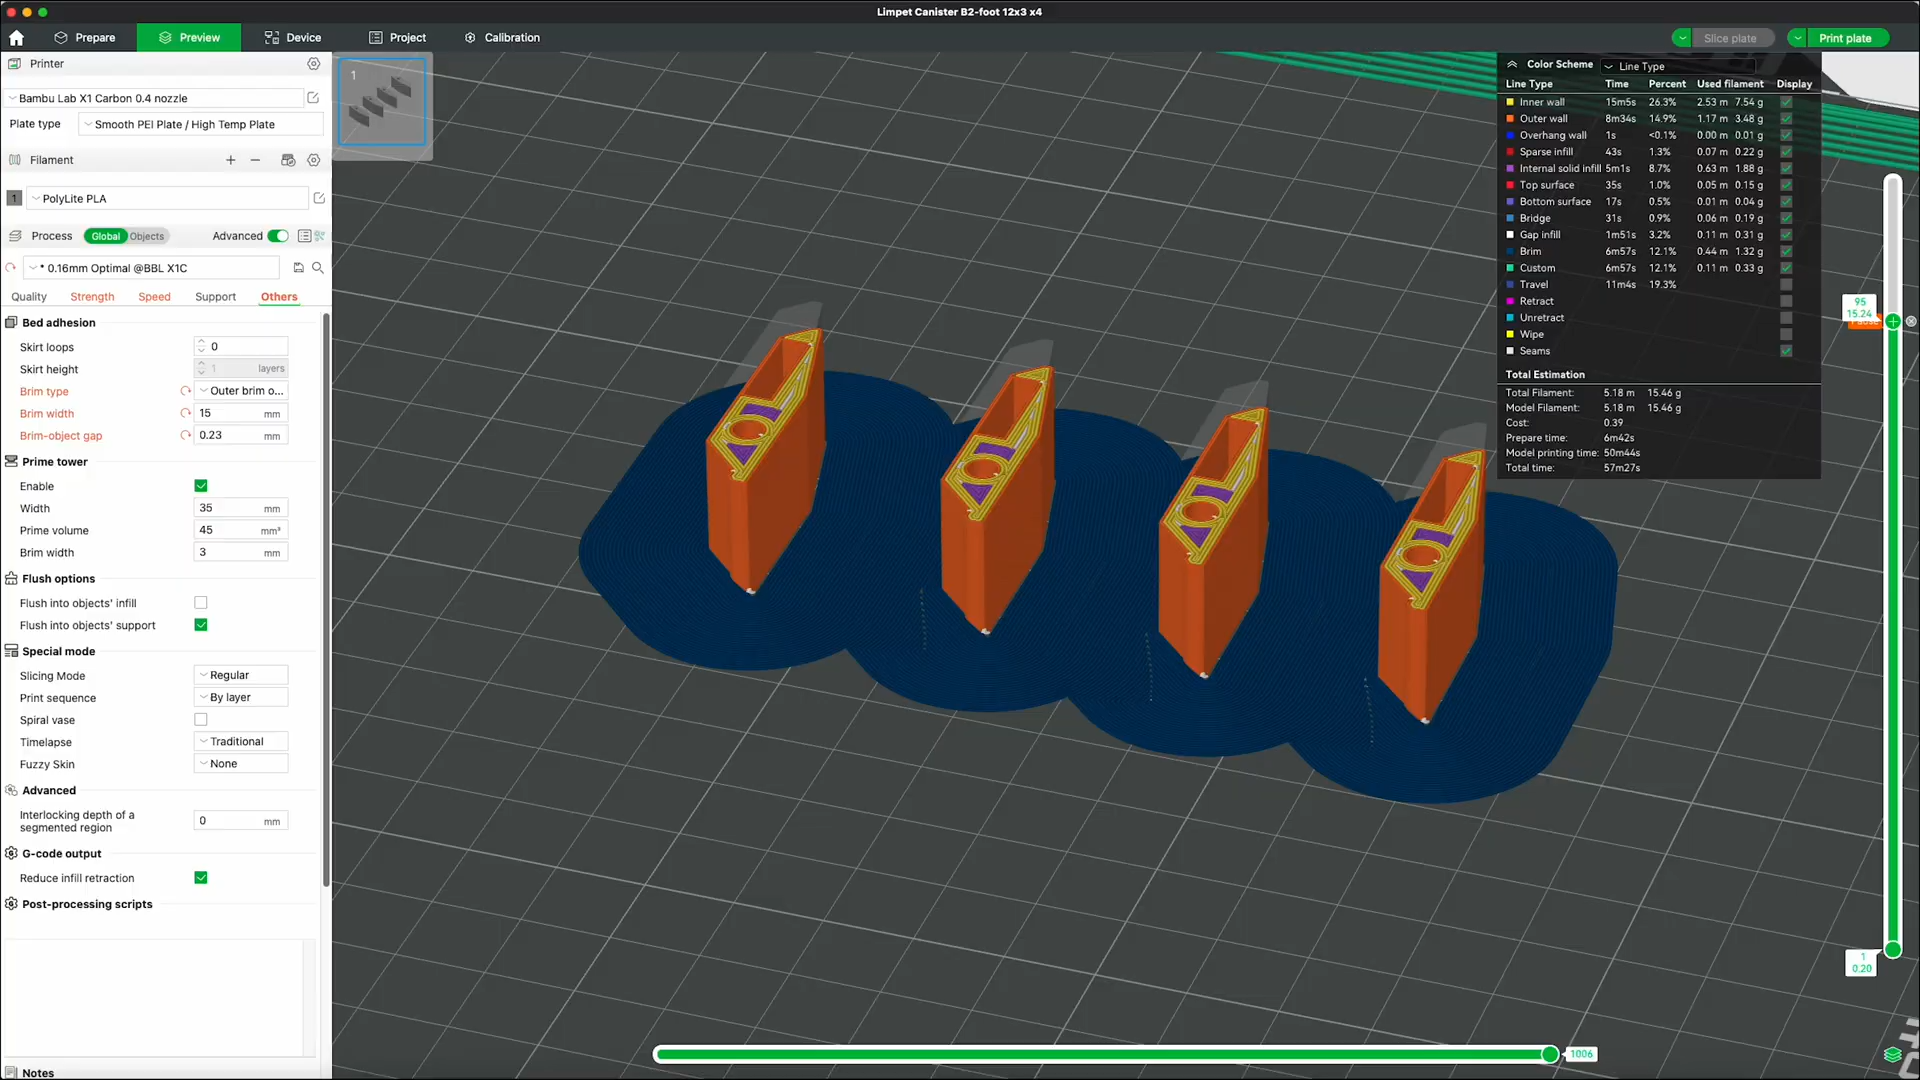 Limpet Canister B2-foot 12x3 x4
Prepare
Preview
Device
Project
Calibration
Slice plate
Print plate
Printer
Bambu Lab X1 Carbon 0.4 nozzle
Plate type
Smooth PEI Plate / High Temp Plate
Filament
1
PolyLite PLA
Process
Global
Objects
Advanced
* 0.16mm Optimal @BBL X1C
Quality
Strength
Speed
Support
Others
Bed adhesion
Skirt loops
0
Skirt height
1 layers
Brim type
Outer brim o...
Brim width
15 mm
Brim-object gap
0.23 mm
Prime tower
Enable
Width
35 mm
Prime volume
45 mm³
Brim width
3 mm
Flush options
Flush into objects' infill
Flush into objects' support
Special mode
Slicing Mode
Regular
Print sequence
By layer
Spiral vase
Timelapse
Traditional
Fuzzy Skin
None
Advanced
Interlocking depth of a
segmented region
0 mm
G-code output
Reduce infill retraction
Post-processing scripts
Notes
1
Color Scheme
Line Type
Line Type Time Percent Used filament Display
Inner wall 15m5s 26.3% 2.53 m 7.54 g
Outer wall 8m34s 14.9% 1.17 m 3.48 g
Overhang wall 1s <0.1% 0.00 m 0.01 g
Sparse infill 43s 1.3% 0.07 m 0.22 g
Internal solid infill 5m1s 8.7% 0.63 m 1.88 g
Top surface 35s 1.0% 0.05 m 0.15 g
Bottom surface 17s 0.5% 0.01 m 0.04 g
Bridge 31s 0.9% 0.06 m 0.19 g
Gap infill 1m51s 3.2% 0.11 m 0.31 g
Brim 6m57s 12.1% 0.44 m 1.32 g
Custom 6m57s 12.1% 0.11 m 0.33 g
Travel 11m4s 19.3%
Retract
Unretract
Wipe
Seams
Total Estimation
Total Filament: 5.18 m 15.46 g
Model Filament: 5.18 m 15.46 g
Cost: 0.39
Prepare time: 6m42s
Model printing time: 50m44s
Total time: 57m27s
95
15.24
1
0.20
1006